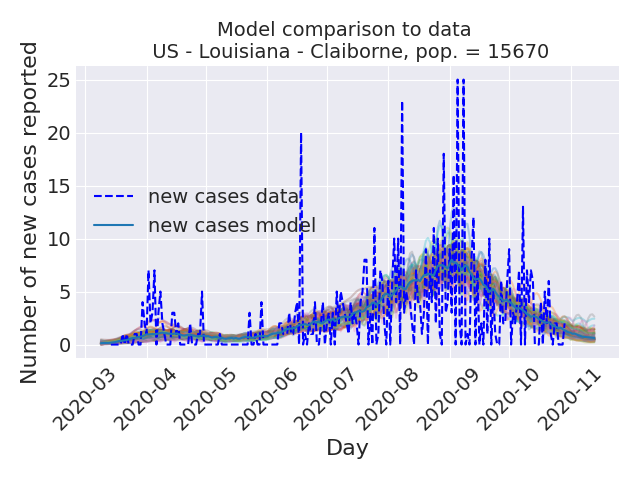 Model comparison to data
US - Louisiana - Claiborne, pop. = 15670
Number of new cases reported
25
20
15
10
5
0
new cases data
new cases model
2020-03
2020-04
2020-05
2020-06
2020-07
2020-08
2020-09
2020-10
2020-11
Day